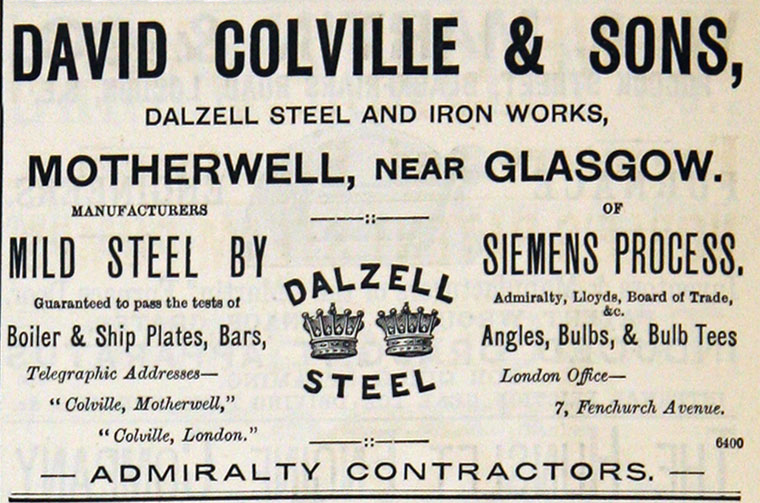 DAVID COLVILLE & SONS,
DALZELL STEEL AND IRON WORKS,
MOTHERWELL, NEAR GLASGOW.
MANUFACTURERS OF
MILD STEEL BY SIEMENS PROCESS.
Guaranteed to pass the tests of Admiralty, Lloyds, Board of Trade, &c.
Boiler & Ship Plates, Bars, Angles, Bulbs, & Bulb Tees
DALZELL
STEEL
Telegraphic Addresses—
"Colville, Motherwell,"
"Colville, London."
London Office—
7, Fenchurch Avenue.
6400
— ADMIRALTY CONTRACTORS. —